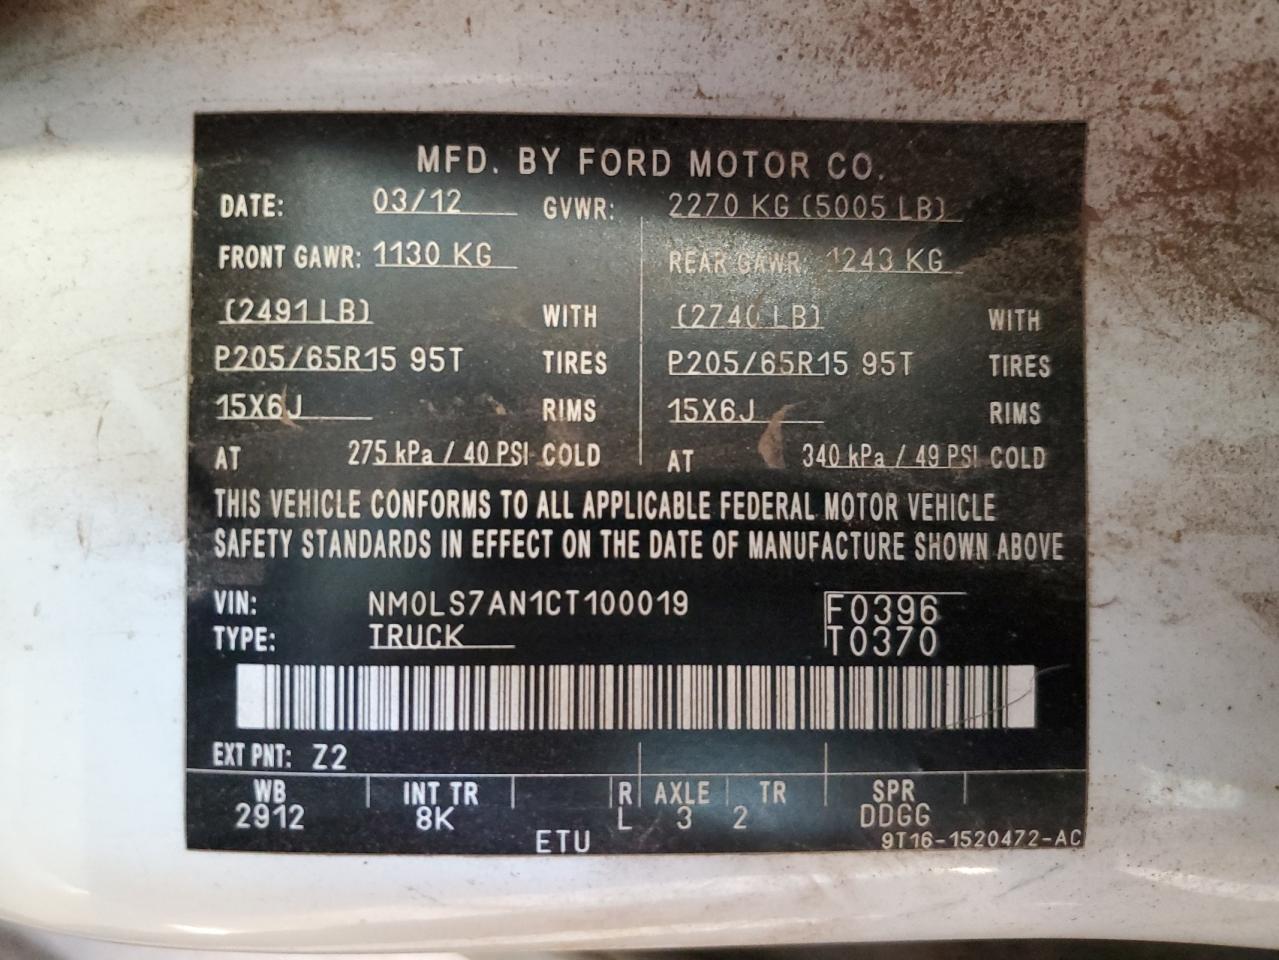 MFD. BY FORD MOTOR CO.
DATE: 03/12 GVWR: 2270 KG (5005 LB)
FRONT GAWR: 1130 KG REAR GAWR: 1243 KG
(2491 LB) WITH (2740 LB) WITH
P205/65R15 95T TIRES P205/65R15 95T TIRES
15X6J RIMS 15X6J RIMS
AT 275 kPa / 40 PSI COLD AT 340 kPa / 49 PSI COLD
THIS VEHICLE CONFORMS TO ALL APPLICABLE FEDERAL MOTOR VEHICLE
SAFETY STANDARDS IN EFFECT ON THE DATE OF MANUFACTURE SHOWN ABOVE
VIN: NM0LS7AN1CT100019 F0396
TYPE: TRUCK T0370
EXT PNT: Z2
WB INT TR R AXLE TR SPR
2912 8K L 3 2 DDGG
ETU 9T16-1520472-AC